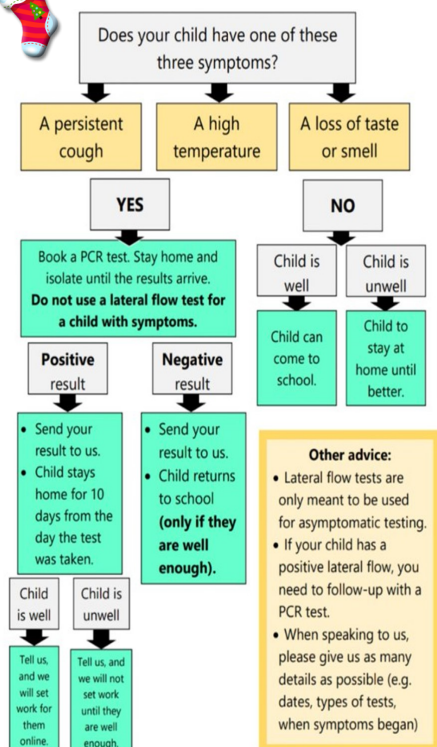 Does your child have one of these
three symptoms?
A persistent
cough
A high
temperature
A loss of taste
or smell
YES
NO
Book a PCR test. Stay home and
isolate until the results arrive.
Do not use a lateral flow test for
a child with symptoms.
Child is
well
Child is
unwell
Child can
come to
school.
Child to
stay at
home until
better.
Positive
result
Negative
result
• Send your
result to us.
• Child stays
home for 10
days from the
day the test
was taken.
• Send your
result to us.
• Child returns
to school
(only if they
are well
enough).
Child
is well
Child is
unwell
Tell us,
and we
will set
work for
them
online.
Tell us, and
we will not
set work
until they
are well
enough.
Other advice:
• Lateral flow tests are
only meant to be used
for asymptomatic testing.
• If your child has a
positive lateral flow, you
need to follow-up with a
PCR test.
• When speaking to us,
please give us as many
details as possible (e.g.
dates, types of tests,
when symptoms began)